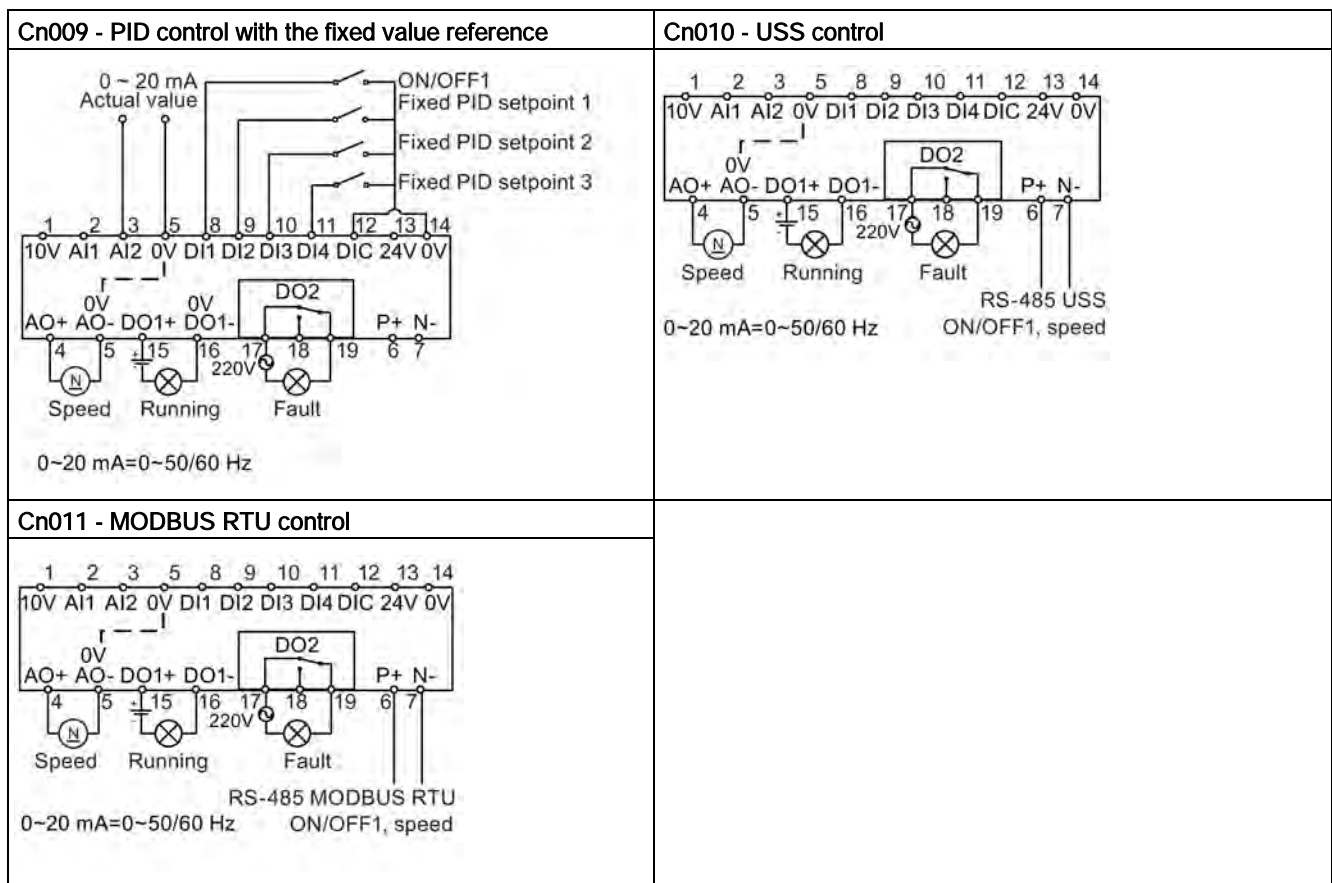 Cn009 - PID control with the fixed value reference
0 ~ 20 mA
Actual value
ON/OFF1
Fixed PID setpoint 1
Fixed PID setpoint 2
Fixed PID setpoint 3
1 2 3 5 8 9 10 11 12 13 14
10V AI1 AI2 0V DI1 DI2 DI3 DI4 DIC 24V 0V
DO2
0V 0V
AO+ AO- DO1+ DO1- P+ N-
4 5 + 15 16 17 18 19 6 7
- 220V
N
Speed Running Fault
0~20 mA=0~50/60 Hz
Cn010 - USS control
1 2 3 5 8 9 10 11 12 13 14
10V AI1 AI2 0V DI1 DI2 DI3 DI4 DIC 24V 0V
DO2
0V
AO+ AO- DO1+ DO1- P+ N-
4 5 + 15 16 17 18 19 6 7
- 220V
N
Speed Running Fault
RS-485 USS
0~20 mA=0~50/60 Hz ON/OFF1, speed
Cn011 - MODBUS RTU control
1 2 3 5 8 9 10 11 12 13 14
10V AI1 AI2 0V DI1 DI2 DI3 DI4 DIC 24V 0V
DO2
0V
AO+ AO- DO1+ DO1- P+ N-
4 5 + 15 16 17 18 19 6 7
- 220V
N
Speed Running Fault
RS-485 MODBUS RTU
0~20 mA=0~50/60 Hz ON/OFF1, speed